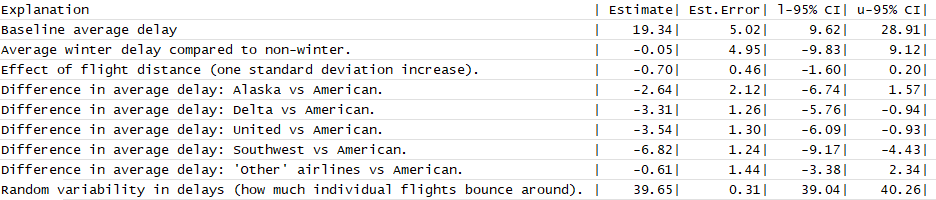 Explanation | Estimate| Est.Error| l-95% CI| u-95% CI|
Baseline average delay | 19.34| 5.02| 9.62| 28.91|
Average winter delay compared to non-winter. | -0.05| 4.95| -9.83| 9.12|
Effect of flight distance (one standard deviation increase). | -0.70| 0.46| -1.60| 0.20|
Difference in average delay: Alaska vs American. | -2.64| 2.12| -6.74| 1.57|
Difference in average delay: Delta vs American. | -3.31| 1.26| -5.76| -0.94|
Difference in average delay: United vs American. | -3.54| 1.30| -6.09| -0.93|
Difference in average delay: Southwest vs American. | -6.82| 1.24| -9.17| -4.43|
Difference in average delay: 'Other' airlines vs American. | -0.61| 1.44| -3.38| 2.34|
Random variability in delays (how much individual flights bounce around). | 39.65| 0.31| 39.04| 40.26|